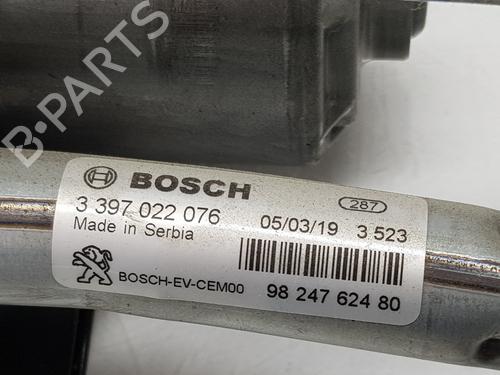 B-PARTS
BOSCH
287
3 397 022 076
05/03/19
3 523
Made in Serbia
BOSCH-EV-CEM00
98 247 624 80